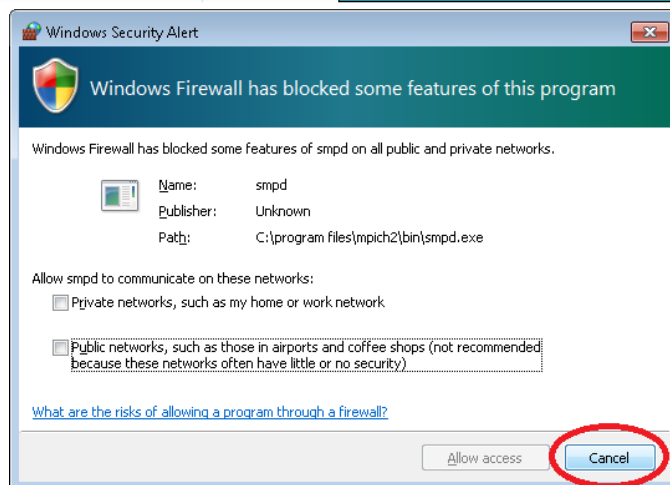 Windows Security Alert
Windows Firewall has blocked some features of this program
Windows Firewall has blocked some features of smpd on all public and private networks.
Name: smpd
Publisher: Unknown
Path: C:\program files\mpich2\bin\smpd.exe
Allow smpd to communicate on these networks:
Private networks, such as my home or work network
Public networks, such as those in airports and coffee shops (not recommended
because these networks often have little or no security)
What are the risks of allowing a program through a firewall?
Allow access Cancel